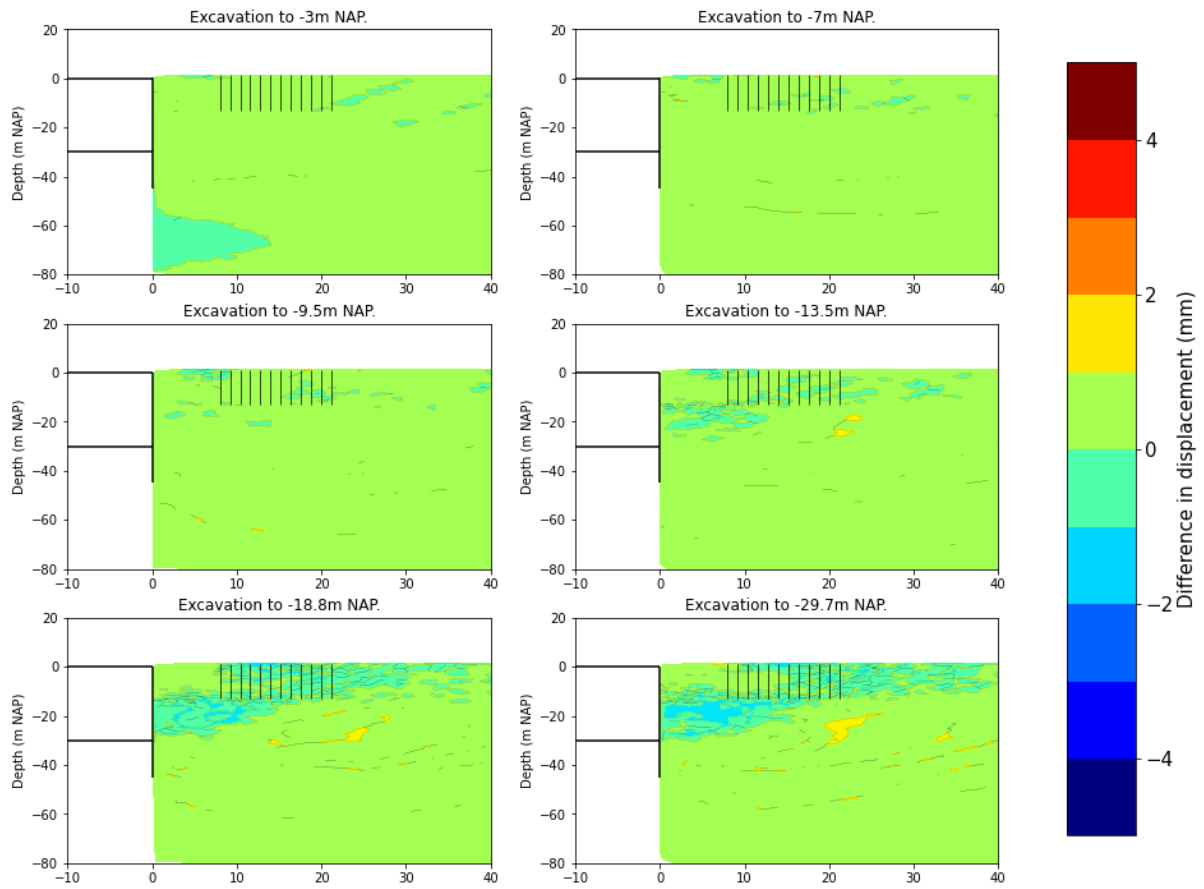 Excavation to -3m NAP.
Excavation to -7m NAP.
20
0
−20
−40
−60
−80
Depth (m NAP)
−10 0 10 20 30 40
20
0
−20
−40
−60
−80
Depth (m NAP)
−10 0 10 20 30 40
Excavation to -9.5m NAP.
Excavation to -13.5m NAP.
20
0
−20
−40
−60
−80
Depth (m NAP)
−10 0 10 20 30 40
20
0
−20
−40
−60
−80
Depth (m NAP)
−10 0 10 20 30 40
Excavation to -18.8m NAP.
Excavation to -29.7m NAP.
20
0
−20
−40
−60
−80
Depth (m NAP)
−10 0 10 20 30 40
20
0
−20
−40
−60
−80
Depth (m NAP)
−10 0 10 20 30 40
4
2
0
−2
−4
Difference in displacement (mm)